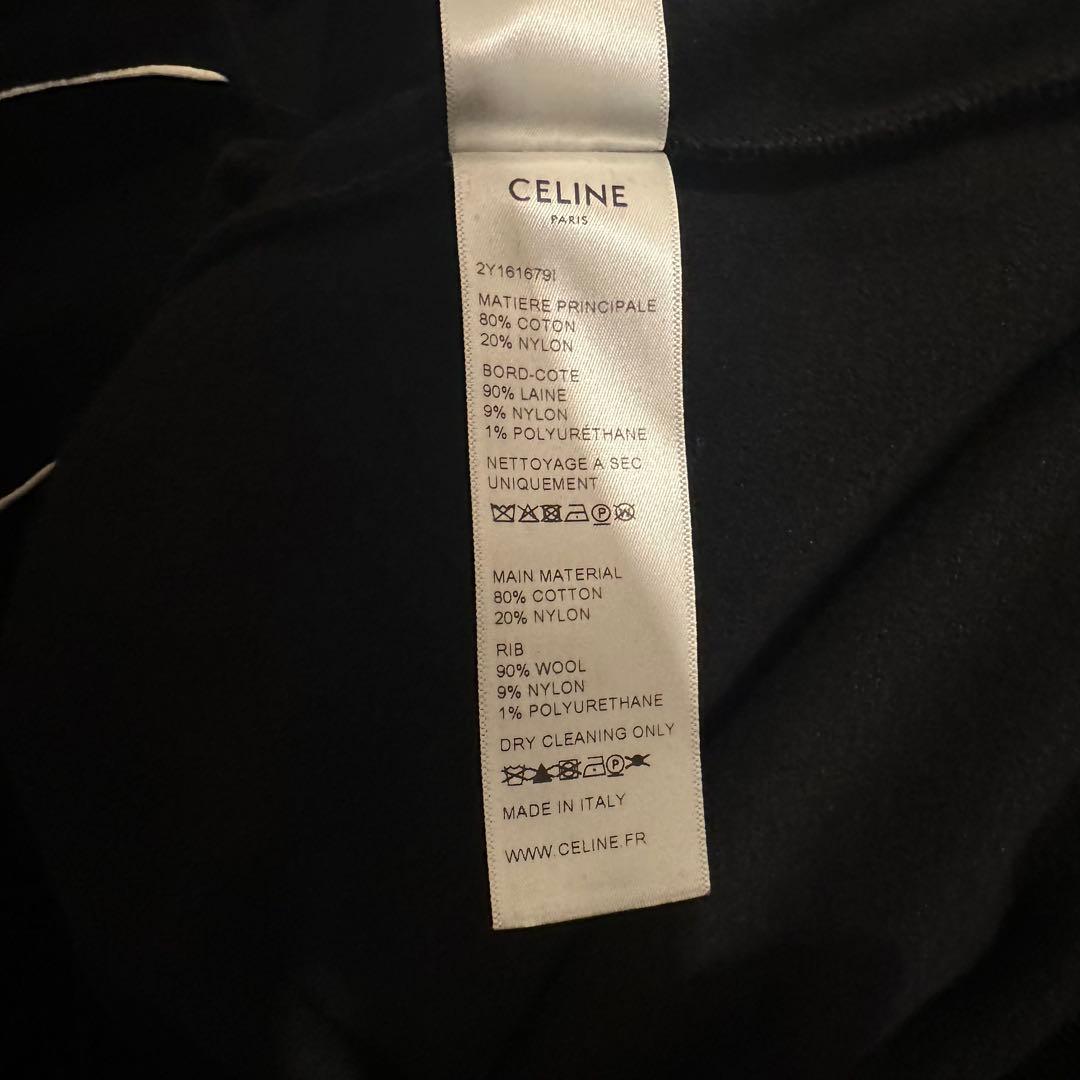 CELINE
PARIS
2Y161679I
MATIERE PRINCIPALE
80% COTON
20% NYLON
BORD-COTE
90% LAINE
9% NYLON
1% POLYURETHANE
NETTOYAGE A SEC
UNIQUEMENT
P W
MAIN MATERIAL
80% COTTON
20% NYLON
RIB
90% WOOL
9% NYLON
1% POLYURETHANE
DRY CLEANING ONLY
P
MADE IN ITALY
WWW.CELINE.FR